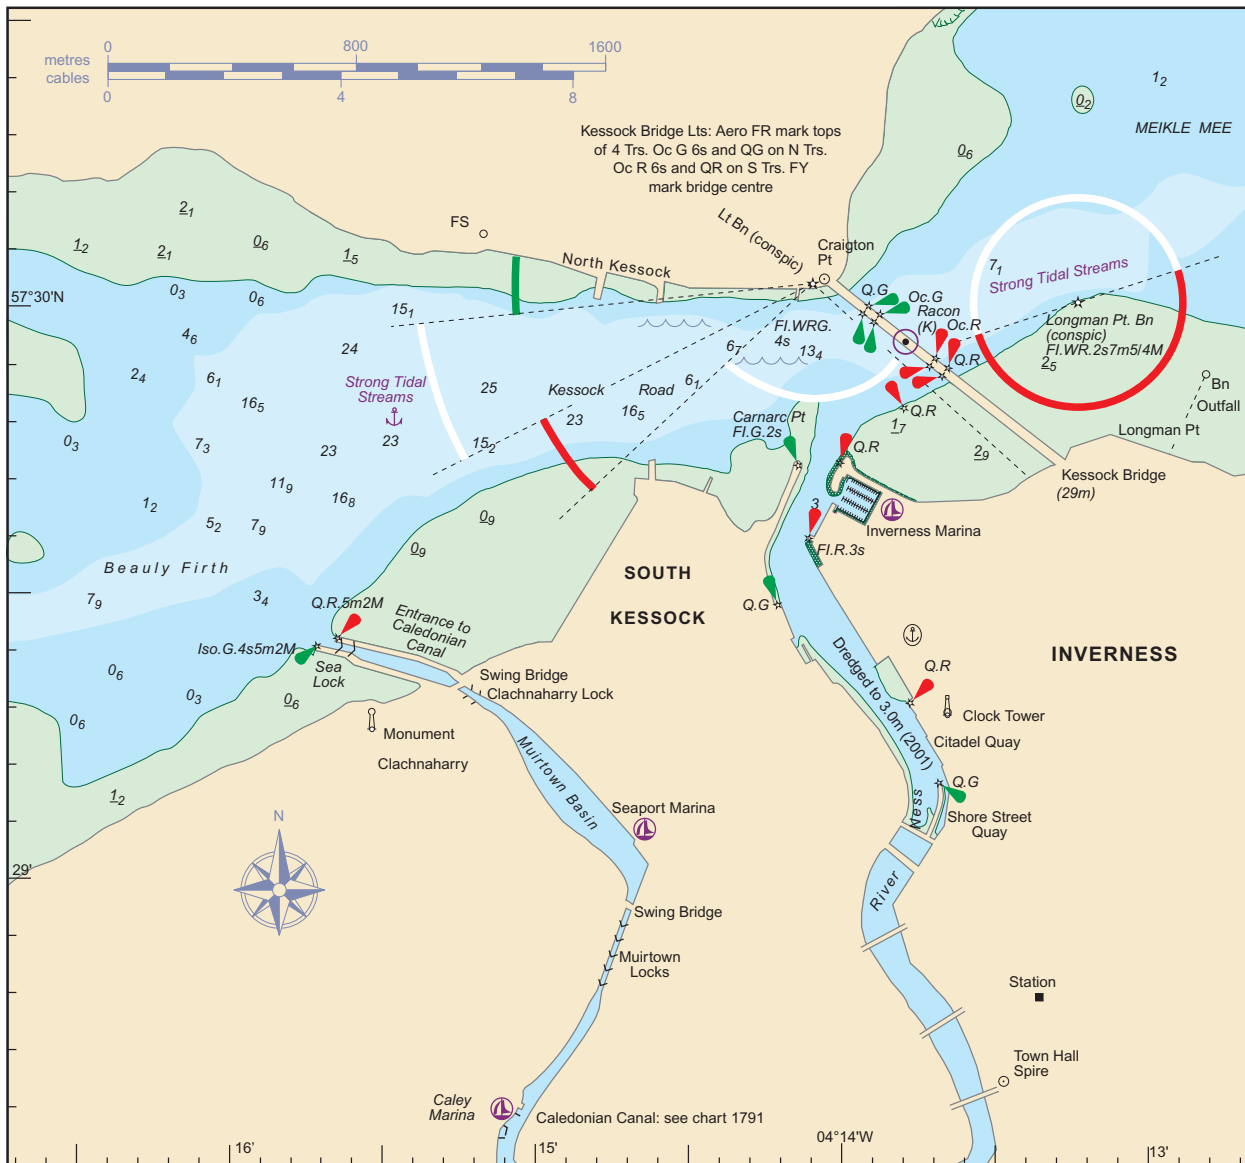 0 800 1600
metres
cables
0 4 8
Kessock Bridge Lts: Aero FR mark tops
of 4 Trs. Oc G 6s and QG on N Trs.
Oc R 6s and QR on S Trs. FY
mark bridge centre
1₂
0₂
MEIKLE MEE
0₆
2₁
FS
Lt Bn (conspic)
Craigton
Pt
1₂
2₁
0₆
1₅
North Kessock
7₁
Strong Tidal Streams
57°30'N
0₃
0₆
15₁
Q.G
Oc.G
Racon
(K)
Oc.R
Q.R
Longman Pt. Bn
(conspic)
Fl.WR.2s7m5/4M
2₅
4₆
24
6₇
Fl.WRG.
4s
13₄
2₄
6₁
Strong Tidal
Streams
25
Kessock Road
6₁
Bn
Outfall
16₅
23
16₅
Carnarc Pt
Fl.G.2s
Q.R
1₇
Longman Pt
0₃
7₃
23
23
15₂
Q.R
2₉
Kessock Bridge
(29m)
11₉
16₈
1₂
5₂
7₉
0₉
3
Inverness Marina
0₉
Fl.R.3s
Beauly Firth
SOUTH
KESSOCK
7₉
3₄
Q.R.5m2M
Entrance to
Caledonian
Canal
Q.G
Iso.G.4s5m2M
Sea
Lock
INVERNESS
0₆
0₃
0₆
Swing Bridge
Clachnaharry Lock
Dredged to 3.0m (2001)
Q.R
0₆
Monument
Clachnaharry
Clock Tower
Citadel Quay
Muirtown Basin
1₂
Q.G
Seaport Marina
Ness
Shore Street
Quay
N
29'
River
Swing Bridge
Muirtown
Locks
Station
Town Hall
Spire
Caley
Marina
Caledonian Canal: see chart 1791
16' 15' 04°14'W 13'